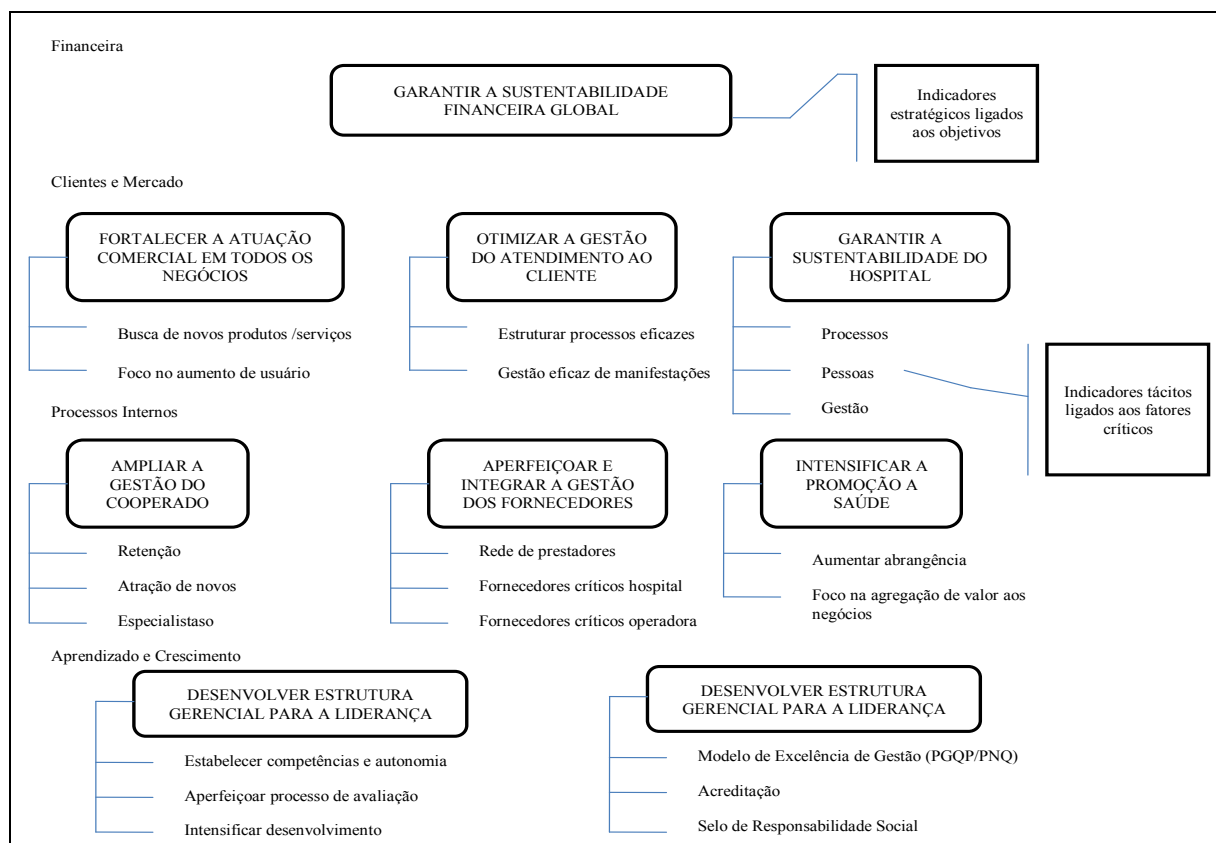 Financeira
GARANTIR A SUSTENTABILIDADE
FINANCEIRA GLOBAL
Indicadores
estratégicos ligados
aos objetivos
Clientes e Mercado
FORTALECER A ATUAÇÃO
COMERCIAL EM TODOS OS
NEGÓCIOS
Busca de novos produtos /serviços
Foco no aumento de usuário
OTIMIZAR A GESTÃO
DO ATENDIMENTO AO
CLIENTE
Estruturar processos eficazes
Gestão eficaz de manifestações
GARANTIR A
SUSTENTABILIDADE DO
HOSPITAL
Processos
Pessoas
Gestão
Indicadores tácitos
ligados aos fatores
críticos
Processos Internos
AMPLIAR A
GESTÃO DO
COOPERADO
Retenção
Atração de novos
Especialistaso
APERFEIÇOAR E
INTEGRAR A GESTÃO
DOS FORNECEDORES
Rede de prestadores
Fornecedores críticos hospital
Fornecedores críticos operadora
INTENSIFICAR A
PROMOÇÃO A
SAÚDE
Aumentar abrangência
Foco na agregação de valor aos
negócios
Aprendizado e Crescimento
DESENVOLVER ESTRUTURA
GERENCIAL PARA A LIDERANÇA
Estabelecer competências e autonomia
Aperfeiçoar processo de avaliação
Intensificar desenvolvimento
DESENVOLVER ESTRUTURA
GERENCIAL PARA A LIDERANÇA
Modelo de Excelência de Gestão (PGQP/PNQ)
Acreditação
Selo de Responsabilidade Social